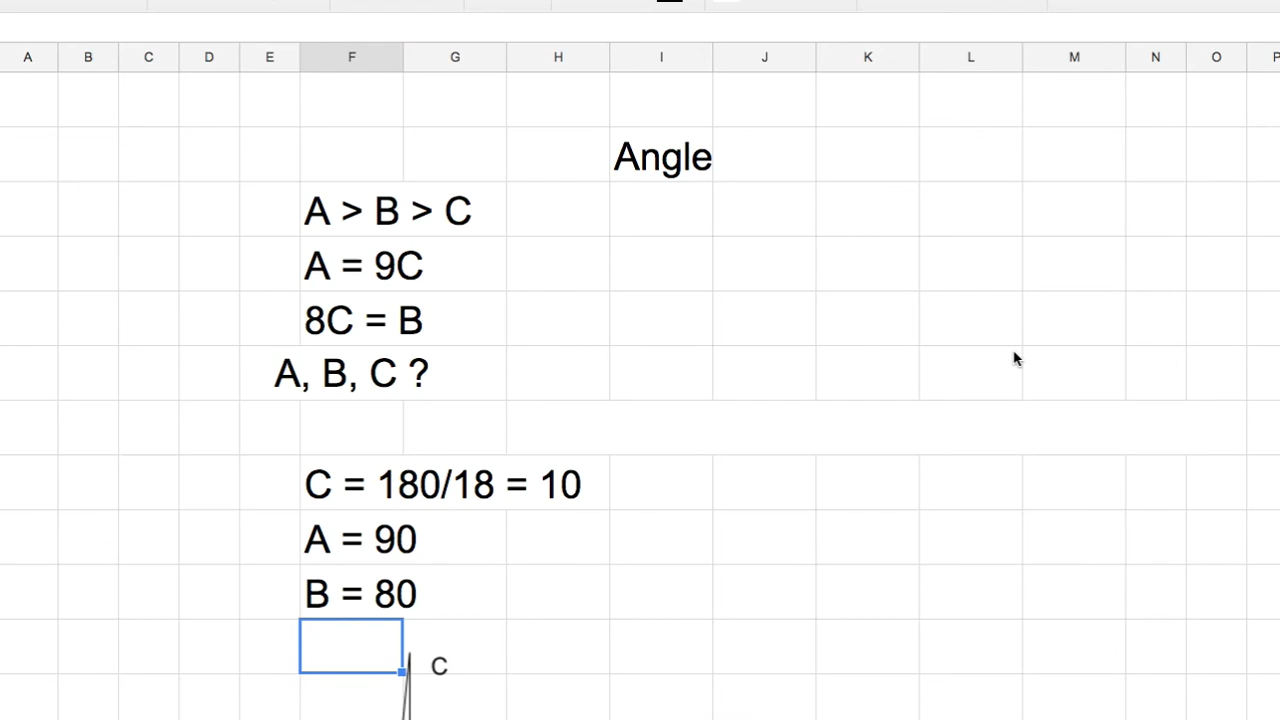 A B C D E F G H I J K L M N O P
Angle
A > B > C
A = 9C
8C = B
A, B, C ?
C = 180/18 = 10
A = 90
B = 80
C